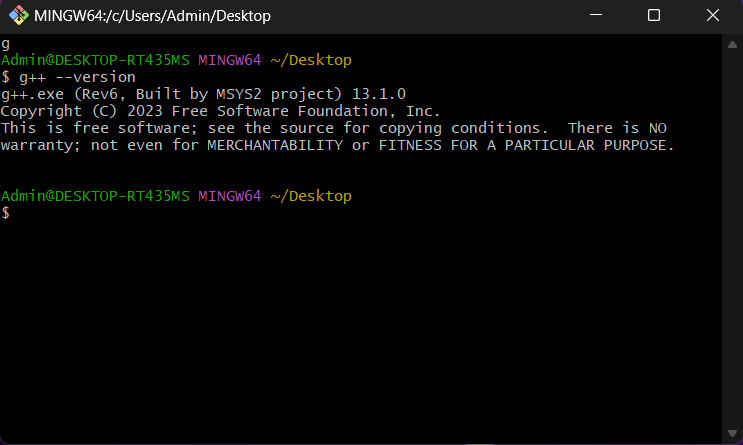 MINGW64:/c/Users/Admin/Desktop
g
Admin@DESKTOP-RT435MS MINGW64 ~/Desktop
$ g++ --version
g++.exe (Rev6, Built by MSYS2 project) 13.1.0
Copyright (C) 2023 Free Software Foundation, Inc.
This is free software; see the source for copying conditions.  There is NO
warranty; not even for MERCHANTABILITY or FITNESS FOR A PARTICULAR PURPOSE.
Admin@DESKTOP-RT435MS MINGW64 ~/Desktop
$